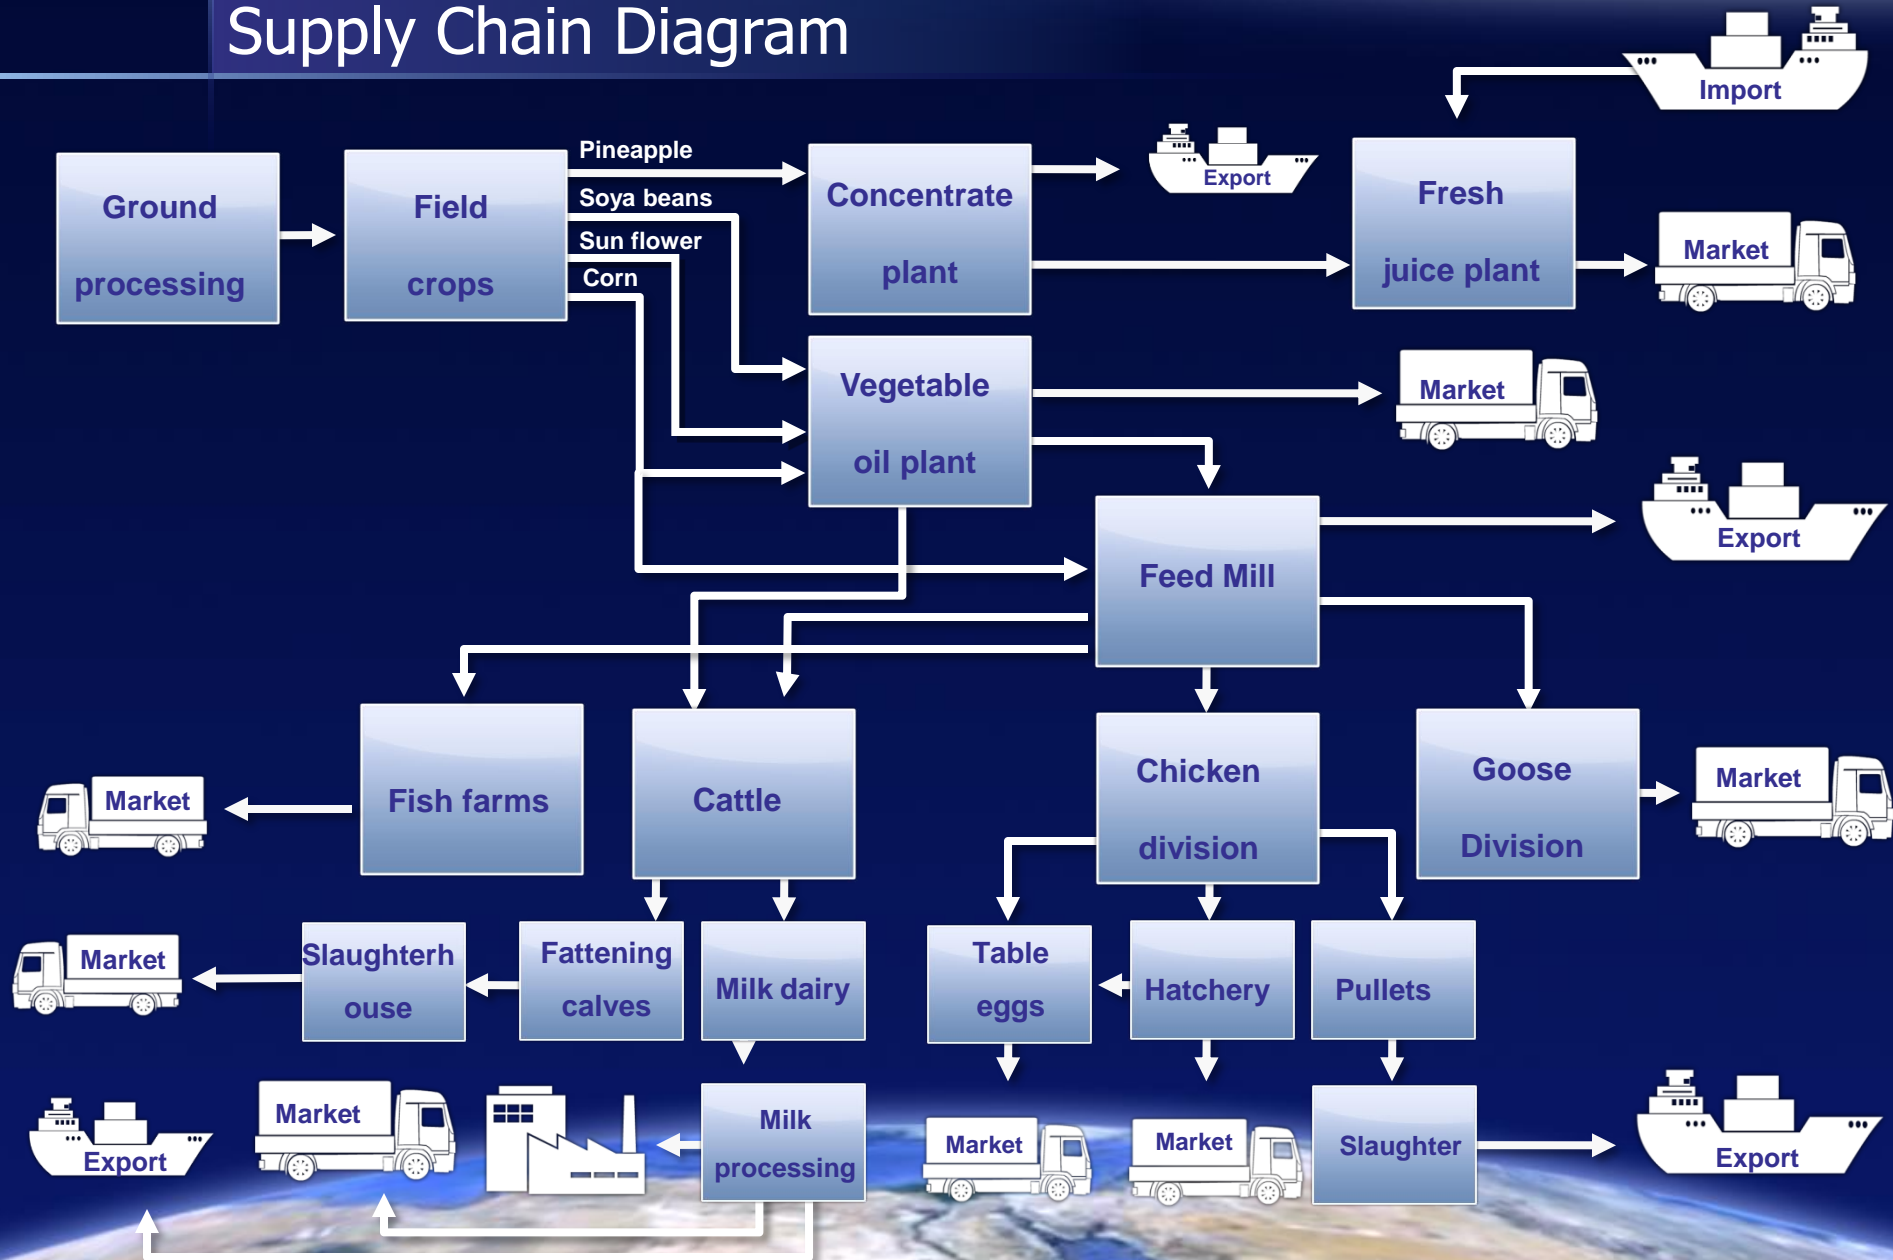 Supply Chain Diagram
Import
Pineapple
Ground
processing
Field
crops
Soya beans
Sun flower
Corn
Concentrate
plant
Export
Fresh
juice plant
Market
Vegetable
oil plant
Market
Feed Mill
Export
Fish farms
Cattle
Chicken
division
Goose
Division
Market
Market
Market
Slaughterh
ouse
Fattening
calves
Milk dairy
Table
eggs
Hatchery
Pullets
Export
Market
Milk
processing
Market
Market
Slaughter
Export